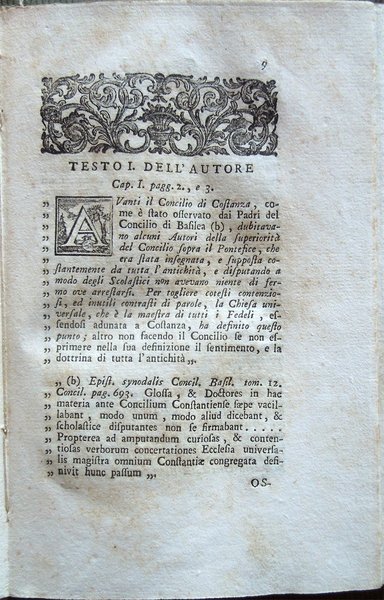 9
TESTO I. DELL'AUTORE
Cap. I. pagg. 2., e 3.
„ AVanti il Concilio di Costanza, co-
„ me è stato osservato dai Padri del
„ Concilio di Basilea (b), dubitava-
„ no alcuni Autori della superiorità
„ del Concilio sopra il Pontefice, che
„ era stata insegnata, e supposta co-
„ stantemente da tutta l'antichità, e disputando a
„ modo degli Scolastici non avevano niente di fer-
„ mo ove arrestarsi. Per togliere cotesti contenzio-
„ si, ed inutili contrasti di parole, la Chiesa uni-
„ versale, che è la maestra di tutti i Fedeli, es-
„ sendosi adunata a Costanza, ha definito questo
„ punto; altro non facendo il Concilio se non es-
„ primere nella sua definizione il sentimento, e la
„ dottrina di tutta l'antichità „.
„ (b) Epist. synodalis Concil. Basil. tom. 12.
„ Concil. pag. 693. Glossa, & Doctores in hac
„ materia ante Concilium Constantiense sæpe vacil-
„ labant, modo unum, modo aliud dicebant, &
„ scholastice disputantes non se firmabant.....
„ Propterea ad amputandum curiosas, & conten-
„ tiosas verborum concertationes Ecclesia universa-
„ lis magistra omnium Constantiæ congregata defi-
„ nivit hunc passum „.
OS-